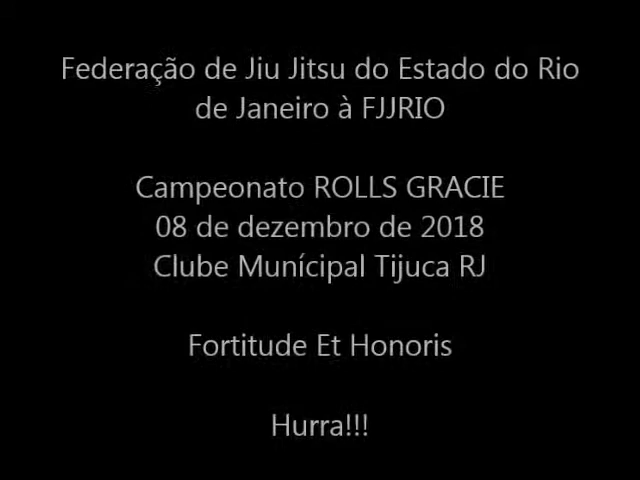 Federação de Jiu Jitsu do Estado do Rio
de Janeiro à FJJRIO
Campeonato ROLLS GRACIE
08 de dezembro de 2018
Clube Munícipal Tijuca RJ
Fortitude Et Honoris
Hurra!!!